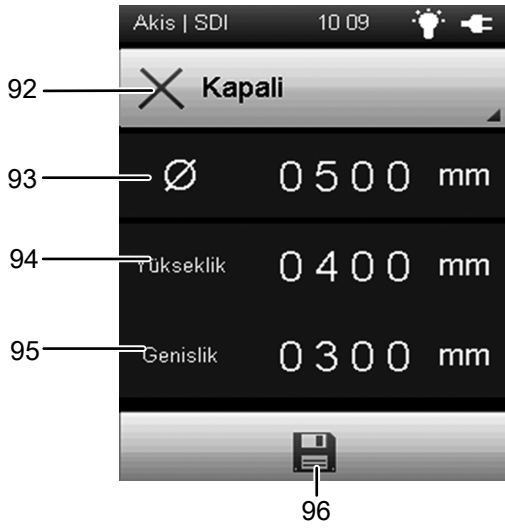 Akis | SDI 10 09
92 Kapali
93 Ø 0500 mm
94 Yükseklik 0400 mm
95 Genislik 0300 mm
96